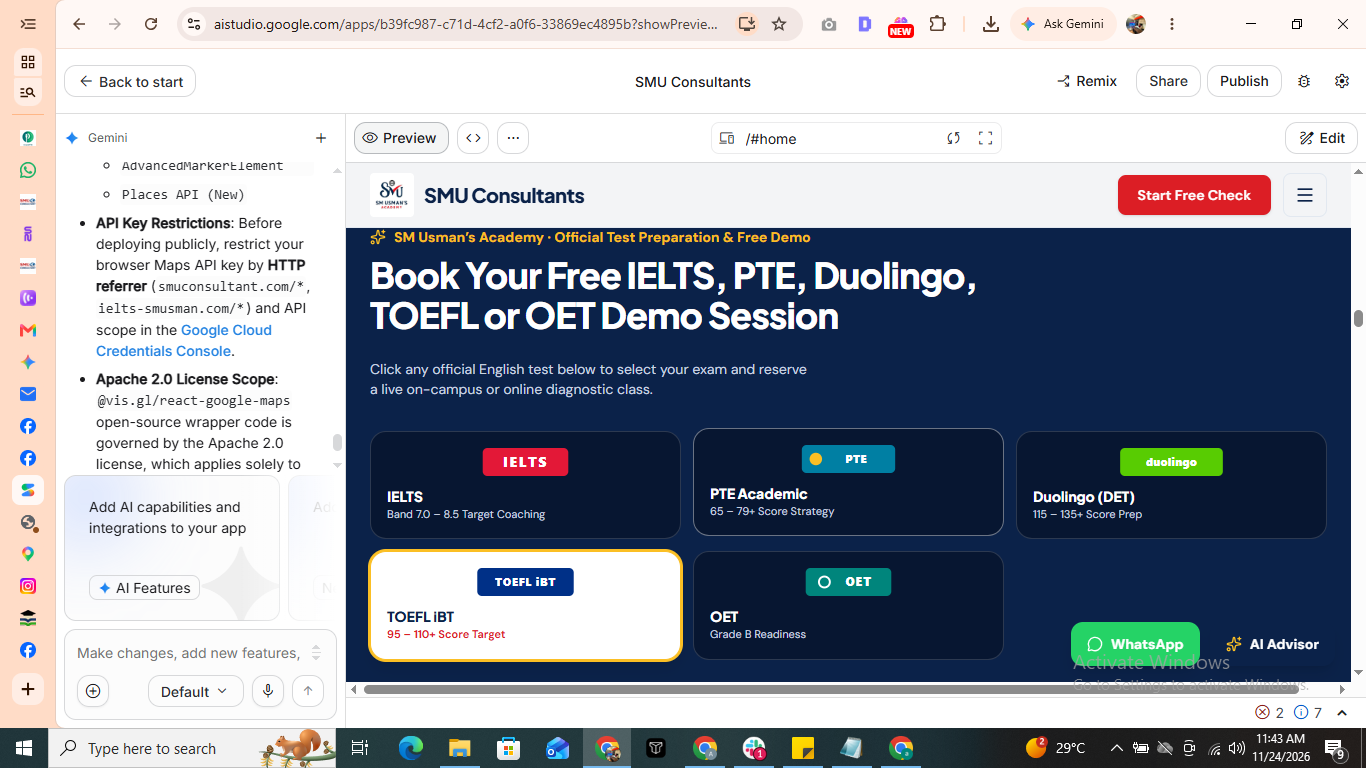 aistudio.google.com/apps/b39fc987-c71d-4cf2-a0f6-33869ec4895b?showPrevie...
NEW
Ask Gemini
Back to start
SMU Consultants
Remix
Share
Publish
Gemini
Preview
/#home
Edit
AdvancedMarkerElement
Places API (New)
API Key Restrictions: Before
deploying publicly, restrict your
browser Maps API key by HTTP
referrer (smuconsultant.com/*,
ielts-smusman.com/*) and API
scope in the Google Cloud
Credentials Console.
Apache 2.0 License Scope:
@vis.gl/react-google-maps
open-source wrapper code is
governed by the Apache 2.0
license, which applies solely to
Add AI capabilities and
integrations to your app
AI Features
Make changes, add new features,
Default
SMU
SM USMAN'S
ACADEMY
SMU Consultants
Start Free Check
SM Usman's Academy · Official Test Preparation & Free Demo
Book Your Free IELTS, PTE, Duolingo,
TOEFL or OET Demo Session
Click any official English test below to select your exam and reserve
a live on-campus or online diagnostic class.
IELTS
IELTS
Band 7.0 – 8.5 Target Coaching
PTE
PTE Academic
65 – 79+ Score Strategy
duolingo
Duolingo (DET)
115 – 135+ Score Prep
TOEFL iBT
TOEFL iBT
95 – 110+ Score Target
OET
OET
Grade B Readiness
WhatsApp
AI Advisor
Activate Windows
Go to Settings to activate Windows.
2
7
Type here to search
1
2
29°C
11:43 AM
11/24/2026
9